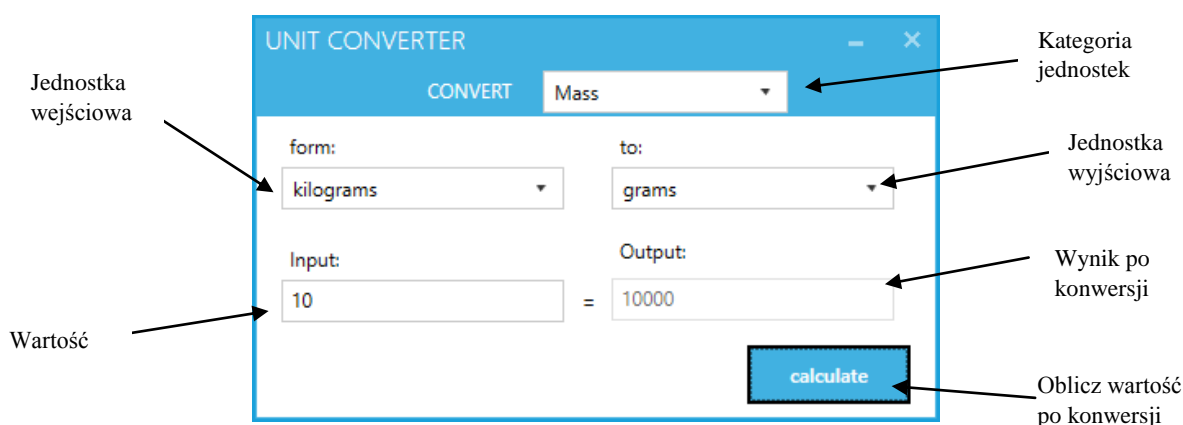 UNIT CONVERTER
Kategoria
jednostek
Jednostka
wejściowa
CONVERT Mass
form: to:
Jednostka
wyjściowa
kilograms grams
Input: Output:
Wynik po
konwersji
10 = 10000
Wartość
calculate
Oblicz wartość
po konwersji